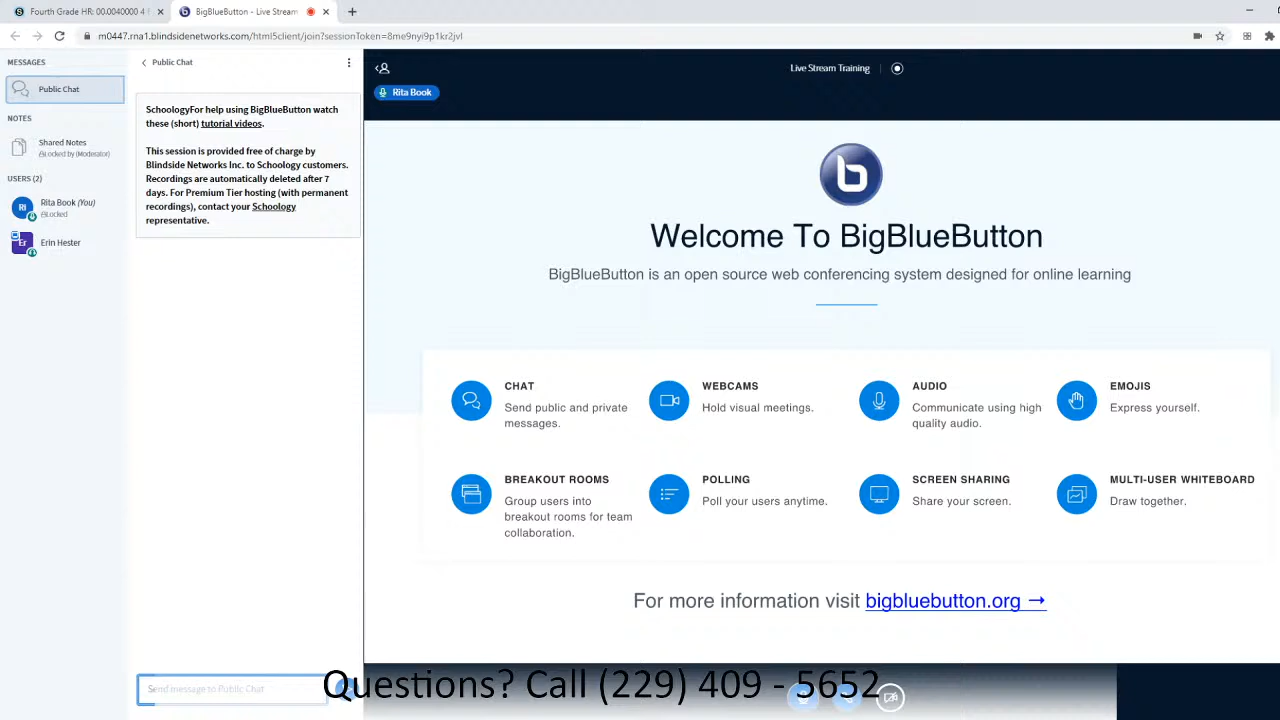 Fourth Grade HR: 00.0040000 4 F
BigBlueButton - Live Stream
m0447.rna1.blindsidenetworks.com/html5client/join?sessionToken=8me9nyi9p1kr2jvl
MESSAGES
Public Chat
NOTES
Shared Notes
Locked by (Moderator)
USERS (2)
Ri
Rita Book (You)
Locked
Er
Erin Hester
Public Chat
SchoologyFor help using BigBlueButton watch
these (short) tutorial videos.
This session is provided free of charge by
Blindside Networks Inc. to Schoology customers.
Recordings are automatically deleted after 7
days. For Premium Tier hosting (with permanent
recordings), contact your Schoology
representative.
Send message to Public Chat
Live Stream Training
Rita Book
b
Welcome To BigBlueButton
BigBlueButton is an open source web conferencing system designed for online learning
CHAT
Send public and private
messages.
WEBCAMS
Hold visual meetings.
AUDIO
Communicate using high
quality audio.
EMOJIS
Express yourself.
BREAKOUT ROOMS
Group users into
breakout rooms for team
collaboration.
POLLING
Poll your users anytime.
SCREEN SHARING
Share your screen.
MULTI-USER WHITEBOARD
Draw together.
For more information visit bigbluebutton.org →
Questions? Call (229) 409 - 5652